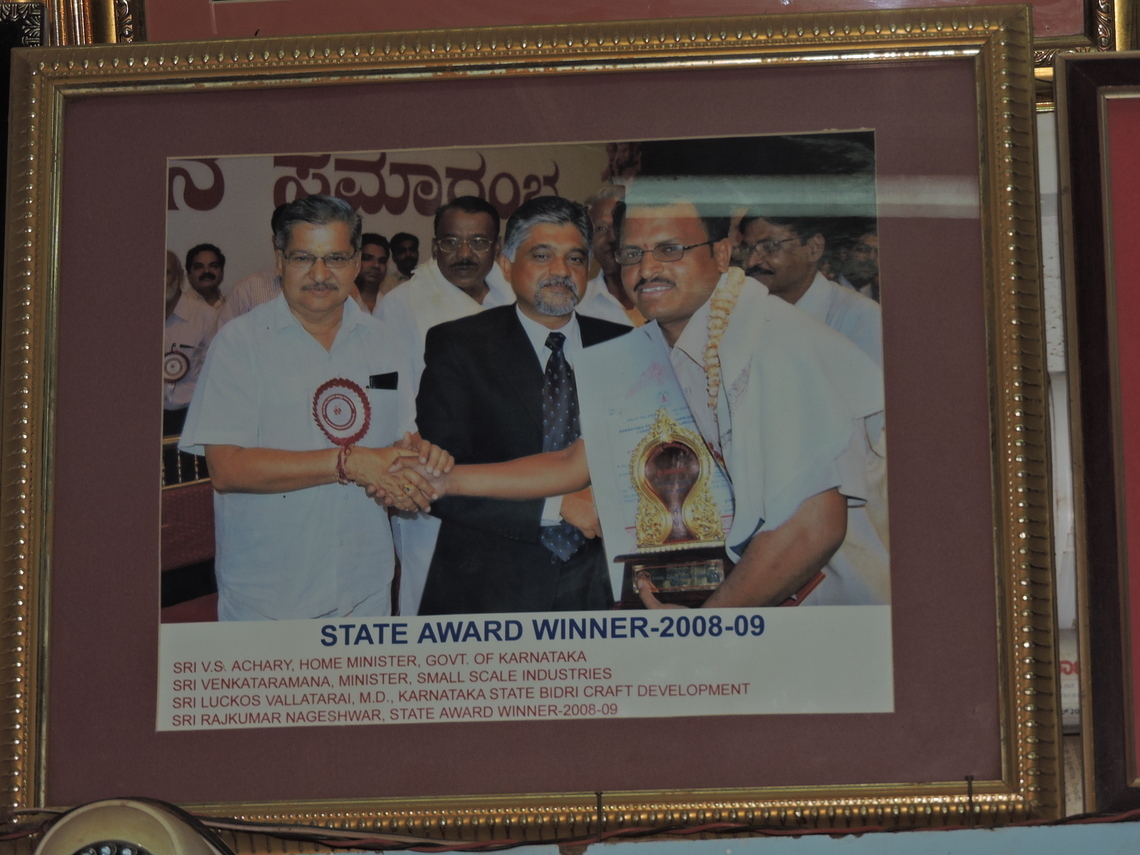 ನ ಸಮಾರಂಭ
STATE AWARD WINNER-2008-09
SRI V.S. ACHARY, HOME MINISTER, GOVT. OF KARNATAKA
SRI VENKATARAMANA, MINISTER, SMALL SCALE INDUSTRIES
SRI LUCKOS VALLATARAI, M.D., KARNATAKA STATE BIDRI CRAFT DEVELOPMENT
SRI RAJKUMAR NAGESHWAR, STATE AWARD WINNER-2008-09